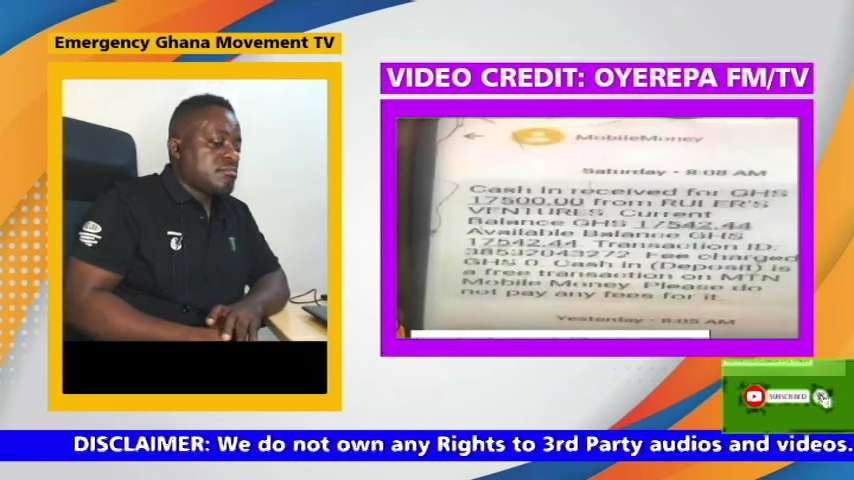 Emergency Ghana Movement TV
VIDEO CREDIT: OYEREPA FM/TV
MobileMoney
Saturday • 8:08 AM
Cash in received for GHS
17500.00 from RULER'S
VENTURES. Current
Balance GHS 17542.44
Available Balance GHS
17542.44. Transaction ID:
38532043272. Fee charged
GHS 0. Cash in (Deposit) is
a free transaction on MTN
Mobile Money. Please do
not pay any fees for it.
Yesterday • 8:05 AM
SUBSCRIBED
DISCLAIMER: We do not own any Rights to 3rd Party audios and videos.